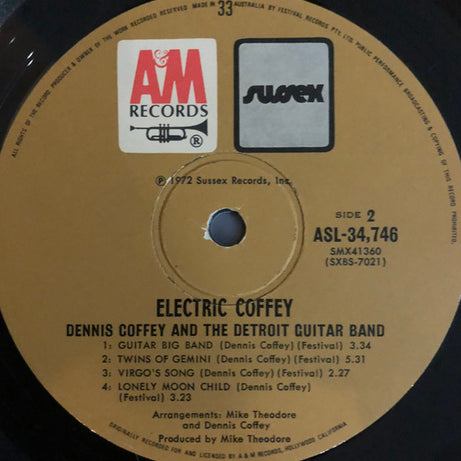 ALL RIGHTS OF THE RECORD PRODUCER & OWNER OF THE WORK RECORDED RESERVED MADE IN 33 AUSTRALIA BY FESTIVAL RECORDS PTY. LTD. PUBLIC PERFORMANCE BROADCASTING & COPYING OF THIS RECORD PROHIBITED.
A&M
RECORDS
®
sussex
℗ 1972 Sussex Records, Inc.
SIDE 2
ASL-34,746
SMX41360
(SXBS-7021)
ELECTRIC COFFEY
DENNIS COFFEY AND THE DETROIT GUITAR BAND
1: GUITAR BIG BAND (Dennis Coffey) (Festival) 3.34
2: TWINS OF GEMINI (Dennis Coffey) (Festival) 5.31
3: VIRGO'S SONG (Dennis Coffey) (Festival) 2.27
4: LONELY MOON CHILD (Dennis Coffey)
(Festival) 3.23
Arrangements: Mike Theodore
and Dennis Coffey
Produced by Mike Theodore
ORIGINALLY RECORDED FOR AND LICENSED BY A & M RECORDS, HOLLYWOOD CALIFORNIA